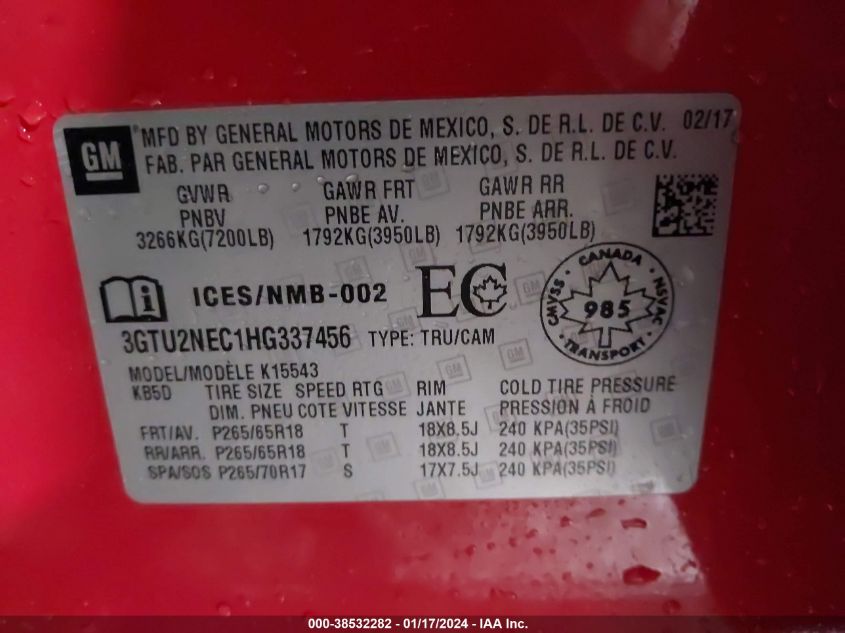 GM
MFD BY GENERAL MOTORS DE MEXICO, S. DE R.L. DE C.V. 02/17
FAB. PAR GENERAL MOTORS DE MEXICO, S. DE R.L. DE C.V.
GVWR GAWR FRT GAWR RR
PNBV PNBE AV. PNBE ARR.
3266KG(7200LB) 1792KG(3950LB) 1792KG(3950LB)
ICES/NMB-002 EC
CANADA
CMVSS 985 NSVAC
TRANSPORT
3GTU2NEC1HG337456 TYPE: TRU/CAM
MODEL/MODÈLE K15543
KB5D TIRE SIZE SPEED RTG RIM COLD TIRE PRESSURE
DIM. PNEU COTE VITESSE JANTE PRESSION À FROID
FRT/AV. P265/65R18 T 18X8.5J 240 KPA(35PSI)
RR/ARR. P265/65R18 T 18X8.5J 240 KPA(35PSI)
SPA/SOS P265/70R17 S 17X7.5J 240 KPA(35PSI)
000-38532282 - 01/17/2024 - IAA Inc.